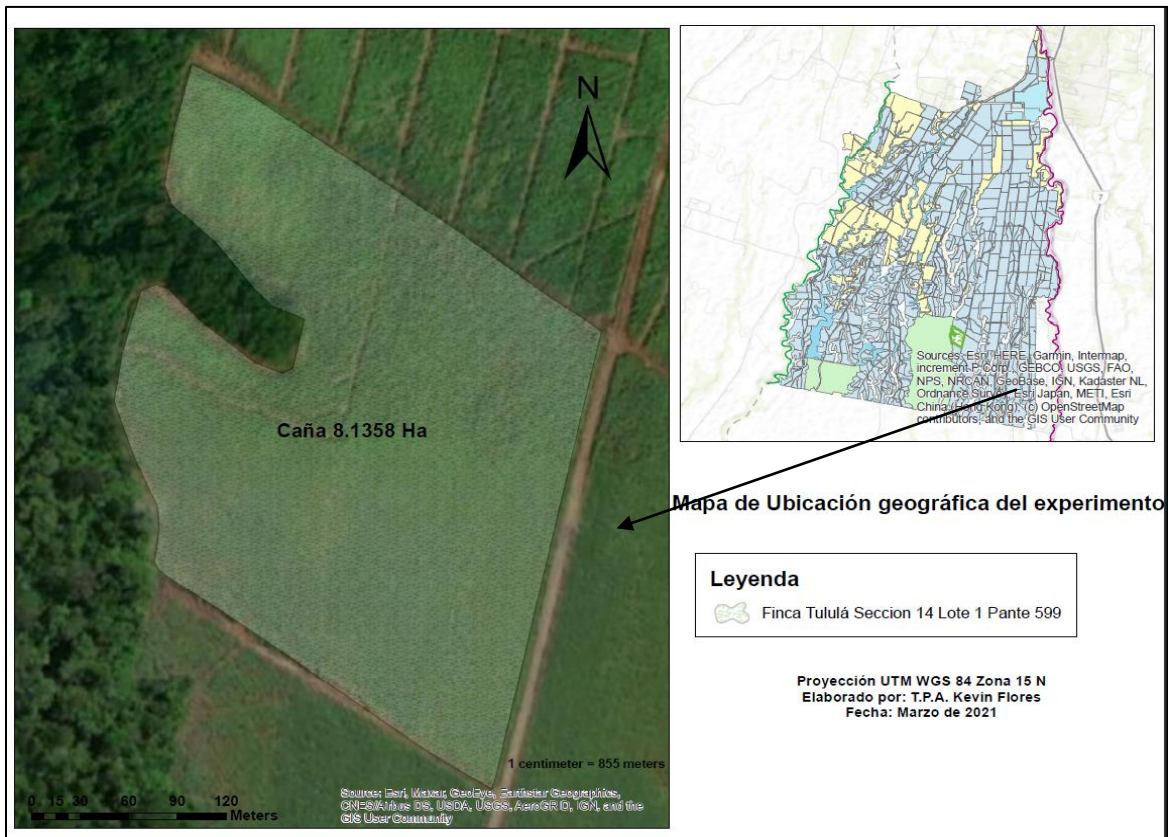 N
Caña 8.1358 Ha
1 centimeter = 855 meters
0 15 30 60 90 120
Meters
Source: Esri, Maxar, GeoEye, Earthstar Geographics,
CNES/Airbus DS, USDA, USGS, AeroGRID, IGN, and the
GIS User Community
Sources: Esri, HERE, Garmin, Intermap,
increment P Corp., GEBCO, USGS, FAO,
NPS, NRCAN, GeoBase, IGN, Kadaster NL,
Ordnance Survey, Esri Japan, METI, Esri
China (Hong Kong), (c) OpenStreetMap
contributors, and the GIS User Community
Mapa de Ubicación geográfica del experimento
Leyenda
Finca Tululá Seccion 14 Lote 1 Pante 599
Proyección UTM WGS 84 Zona 15 N
Elaborado por: T.P.A. Kevin Flores
Fecha: Marzo de 2021